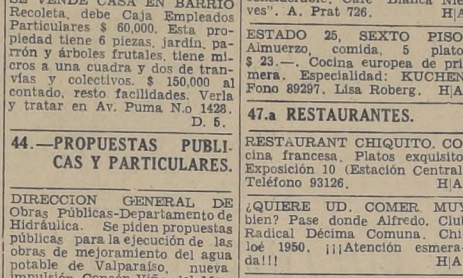 SE VENDE CASA EN BARRIO
Recoleta, debe Caja Empleados
Particulares $ 60.000. Esta pro-
piedad tiene 6 piezas, jardín, pa-
rrón y árboles frutales, tiene mi-
cros a una cuadra y dos de tran-
vías y colectivos. $ 150,000 al
contado, resto facilidades. Verla
y tratar en Av. Puma N.o 1428.
D. 5.
44.—PROPUESTAS PUBLI-
CAS Y PARTICULARES.
DIRECCION GENERAL DE
Obras Públicas-Departamento de
Hidráulica. Se piden propuestas
públicas para la ejecución de las
obras de mejoramiento del agua
potable de Valparaíso, nueva
ves". A. Prat 726. H|A
ESTADO 25, SEXTO PISO
Almuerzo, comida, 5 plato
$ 23.—. Cocina europea de pri
mera. Especialidad: KUCHEN
Fono 89297. Lisa Roberg. H|A
47.a RESTAURANTES.
RESTAURANT CHIQUITO. CO
cina francesa. Platos exquisito
Exposición 10 (Estación Central
Teléfono 93126. H|A
¿QUIERE UD. COMER MUY
bien? Pase donde Alfredo. Club
Radical Décima Comuna. Chi
loé 1950. ¡¡¡Atención esmera
da!!! H|A